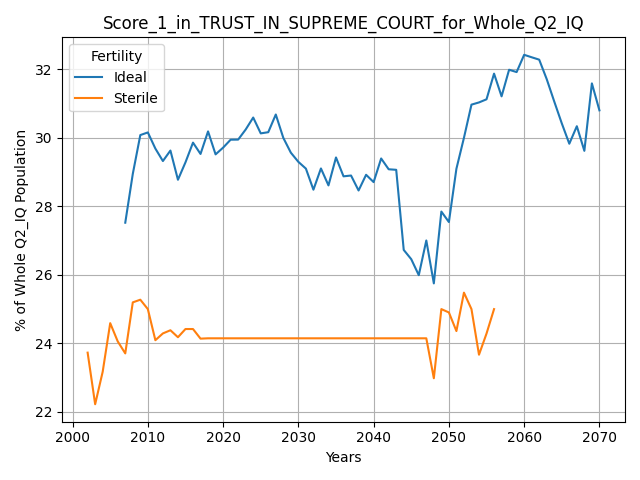 Score_1_in_TRUST_IN_SUPREME_COURT_for_Whole_Q2_IQ
Fertility
Ideal
Sterile
% of Whole Q2_IQ Population
32
30
28
26
24
22
2000 2010 2020 2030 2040 2050 2060 2070
Years